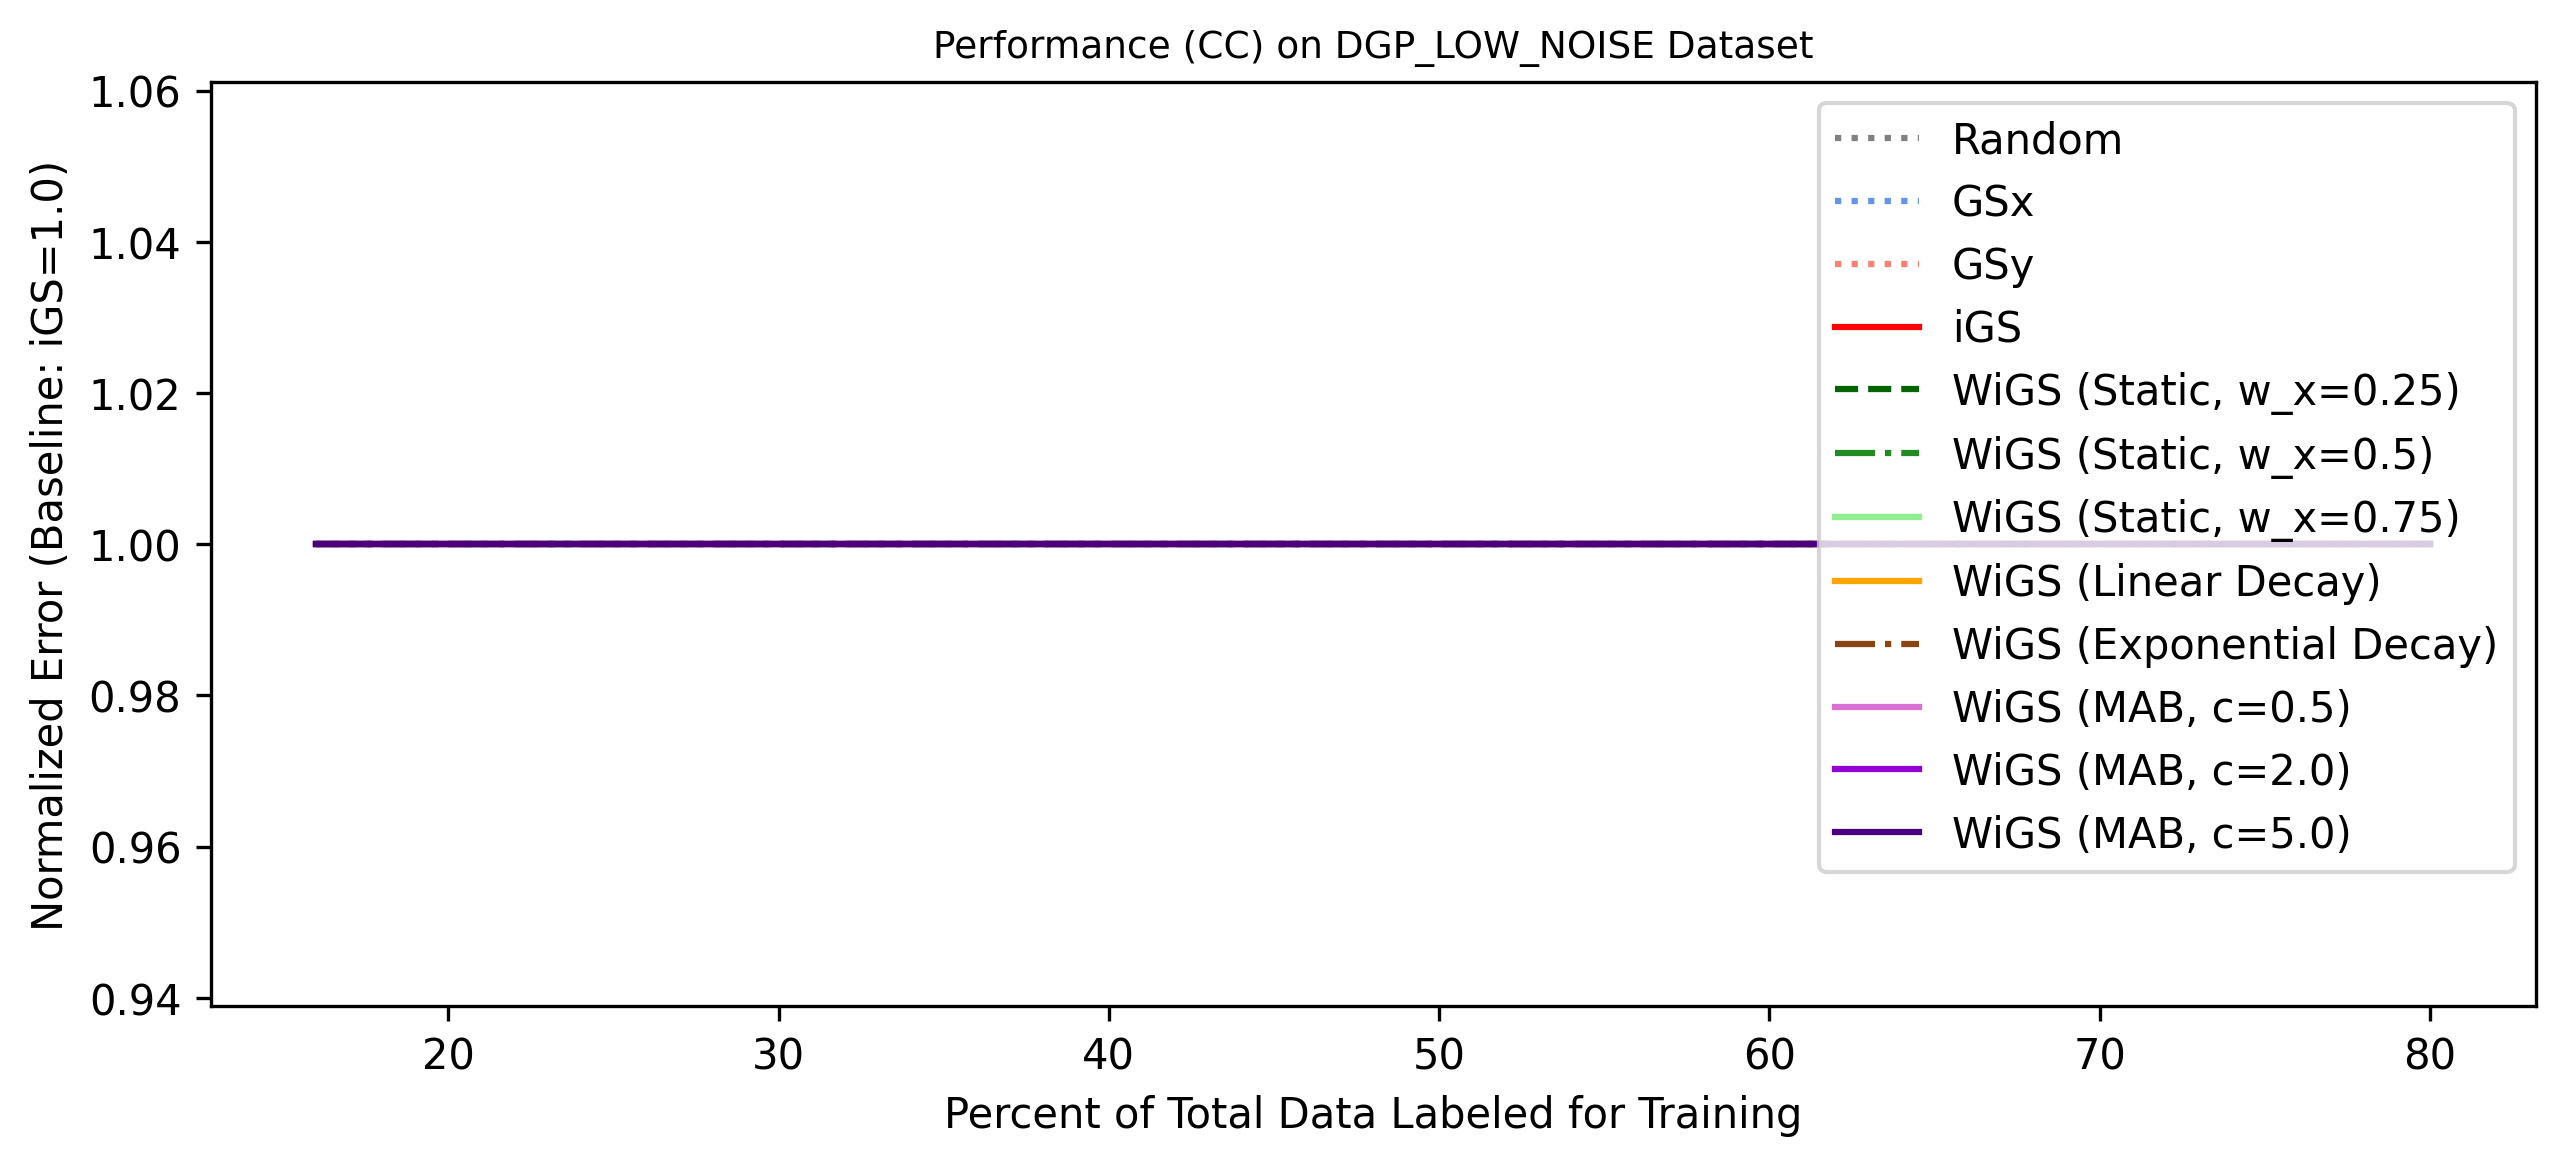 Performance (CC) on DGP_LOW_NOISE Dataset
Normalized Error (Baseline: iGS=1.0)
1.06
1.04
1.02
1.00
0.98
0.96
0.94
Random
GSx
GSy
iGS
WiGS (Static, w_x=0.25)
WiGS (Static, w_x=0.5)
WiGS (Static, w_x=0.75)
WiGS (Linear Decay)
WiGS (Exponential Decay)
WiGS (MAB, c=0.5)
WiGS (MAB, c=2.0)
WiGS (MAB, c=5.0)
20 30 40 50 60 70 80
Percent of Total Data Labeled for Training